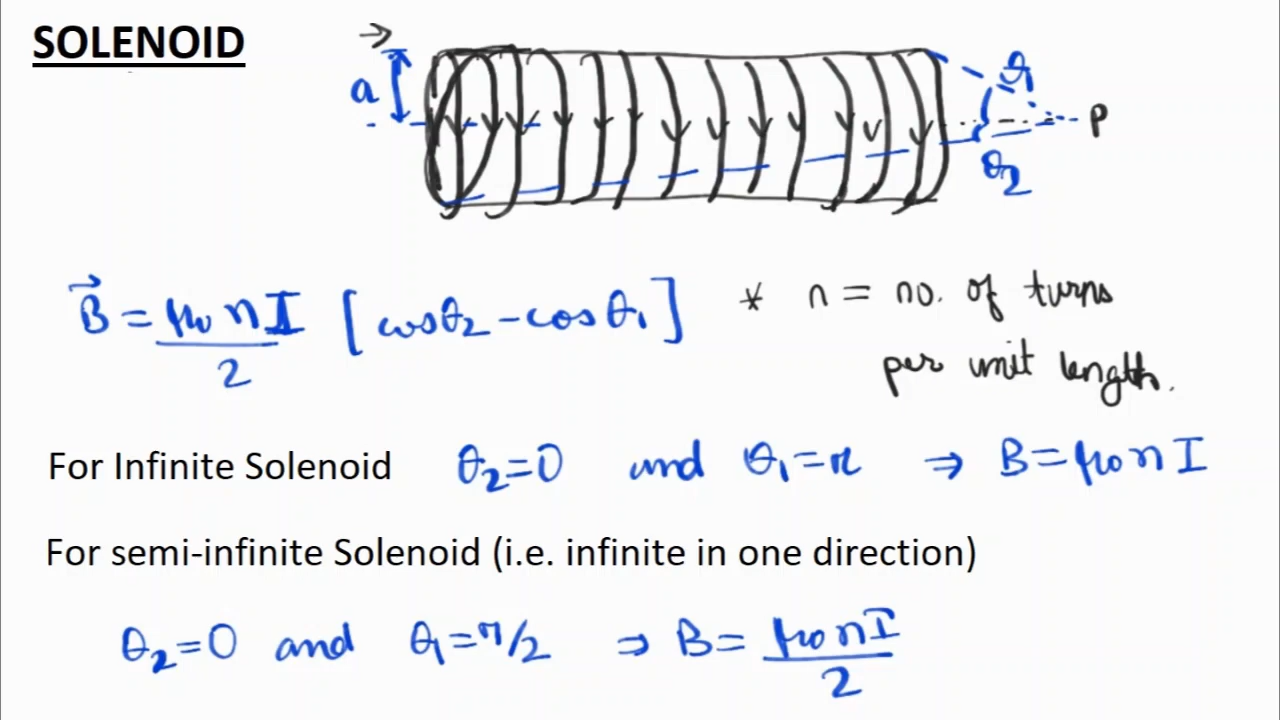 SOLENOID
a
θ₁
P
θ₂
B⃗ = μ₀nI/2 [cosθ₂ - cosθ₁]
* n = no. of turns
per unit length.
For Infinite Solenoid θ₂=0 and θ₁=π ⇒ B=μ₀nI
For semi-infinite Solenoid (i.e. infinite in one direction)
θ₂=0 and θ₁=π/2 ⇒ B= μ₀nI/2